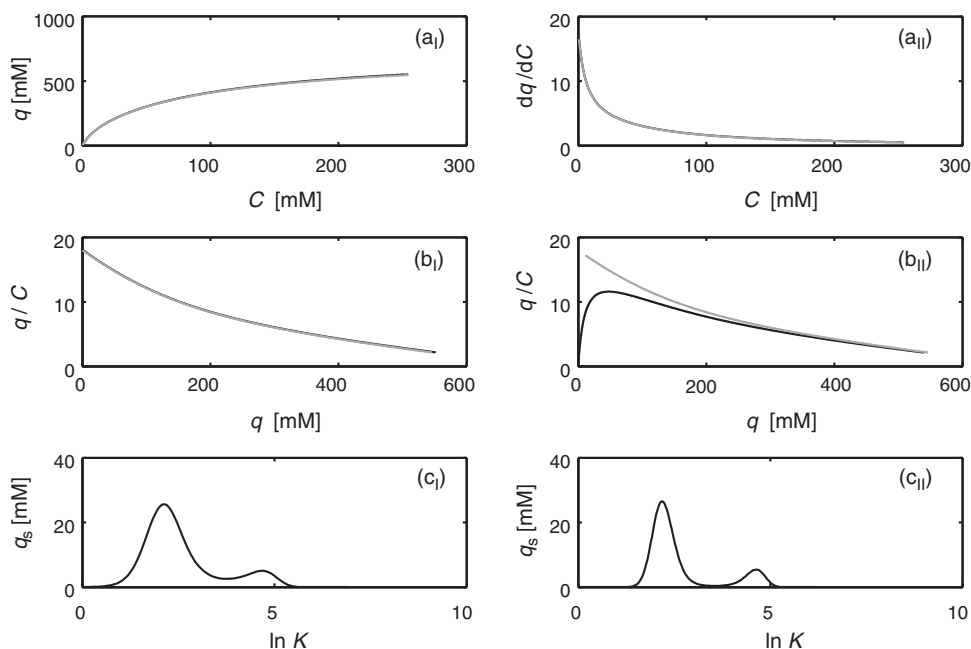 1000
500
0
q [mM]
(a_I)
0 100 200 300
C [mM]
20
10
0
dq/dC
(a_II)
0 100 200 300
C [mM]
20
10
0
q / C
(b_I)
0 200 400 600
q [mM]
20
10
0
q/C
(b_II)
0 200 400 600
q [mM]
40
20
0
q_s [mM]
(c_I)
0 5 10
ln K
40
20
0
q_s [mM]
(c_II)
0 5 10
ln K